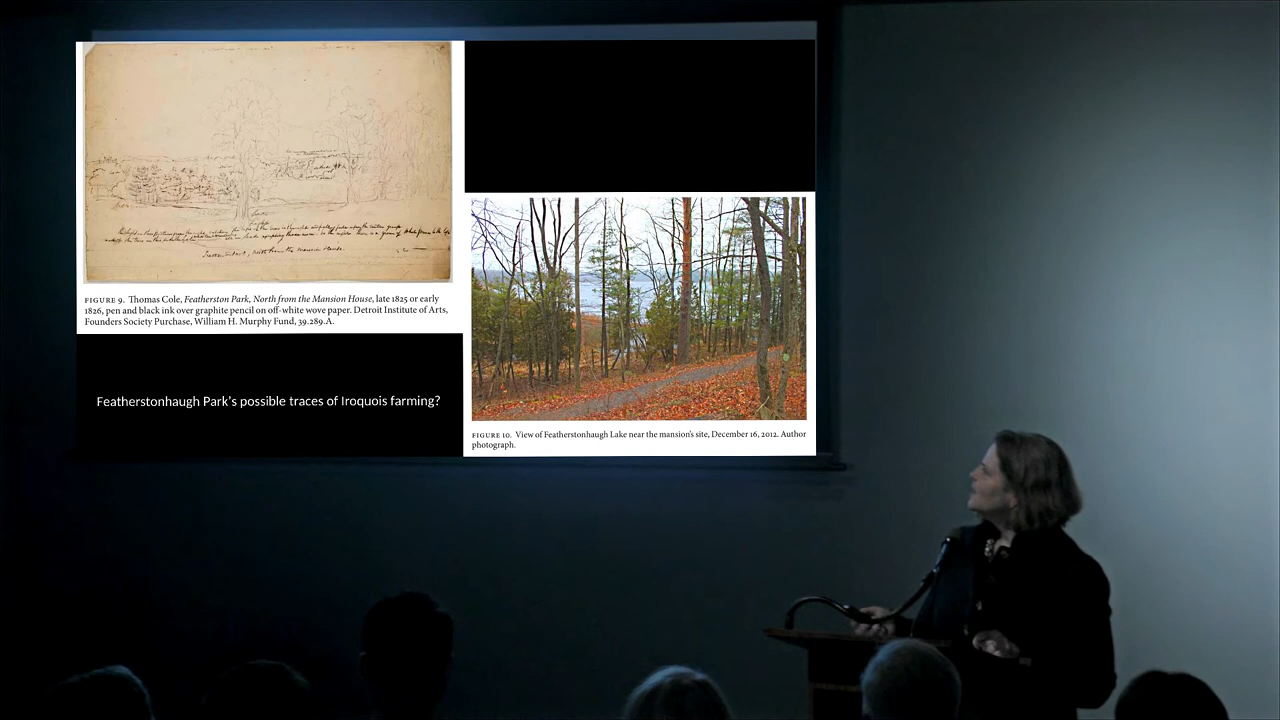 FIGURE 9. Thomas Cole, Featherston Park, North from the Mansion House, late 1825 or early
1826, pen and black ink over graphite pencil on off-white wove paper. Detroit Institute of Arts,
Founders Society Purchase, William H. Murphy Fund, 39.289.A.
Featherstonhaugh Park's possible traces of Iroquois farming?
FIGURE 10. View of Featherstonhaugh Lake near the mansion's site, December 16, 2012. Author
photograph.